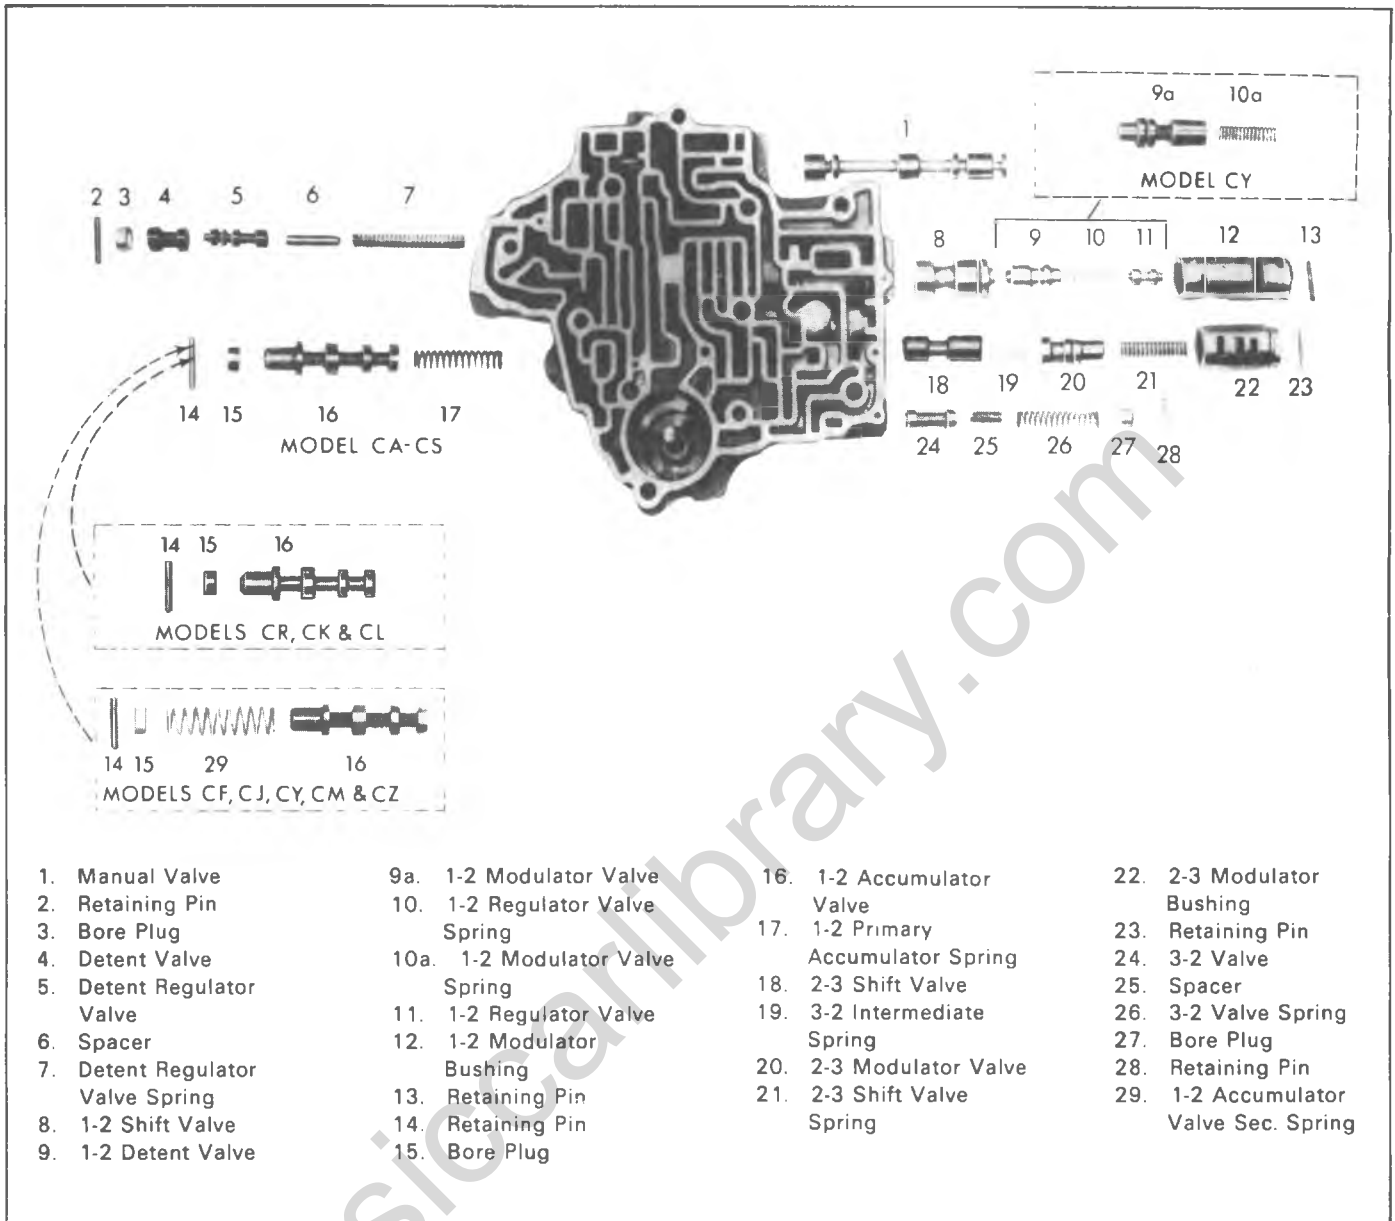 9a 10a
MODEL CY
1
2 3 4 5 6 7
8 9 10 11 12 13
14 15 16 17
MODEL CA-CS
18 19 20 21 22 23
24 25 26 27 28
14 15 16
MODELS CR, CK & CL
14 15 29 16
MODELS CF, CJ, CY, CM & CZ
1. Manual Valve
2. Retaining Pin
3. Bore Plug
4. Detent Valve
5. Detent Regulator
Valve
6. Spacer
7. Detent Regulator
Valve Spring
8. 1-2 Shift Valve
9. 1-2 Detent Valve
9a. 1-2 Modulator Valve
10. 1-2 Regulator Valve
Spring
10a. 1-2 Modulator Valve
Spring
11. 1-2 Regulator Valve
12. 1-2 Modulator
Bushing
13. Retaining Pin
14. Retaining Pin
15. Bore Plug
16. 1-2 Accumulator
Valve
17. 1-2 Primary
Accumulator Spring
18. 2-3 Shift Valve
19. 3-2 Intermediate
Spring
20. 2-3 Modulator Valve
21. 2-3 Shift Valve
Spring
22. 2-3 Modulator
Bushing
23. Retaining Pin
24. 3-2 Valve
25. Spacer
26. 3-2 Valve Spring
27. Bore Plug
28. Retaining Pin
29. 1-2 Accumulator
Valve Sec. Spring
siccarlibrary.com